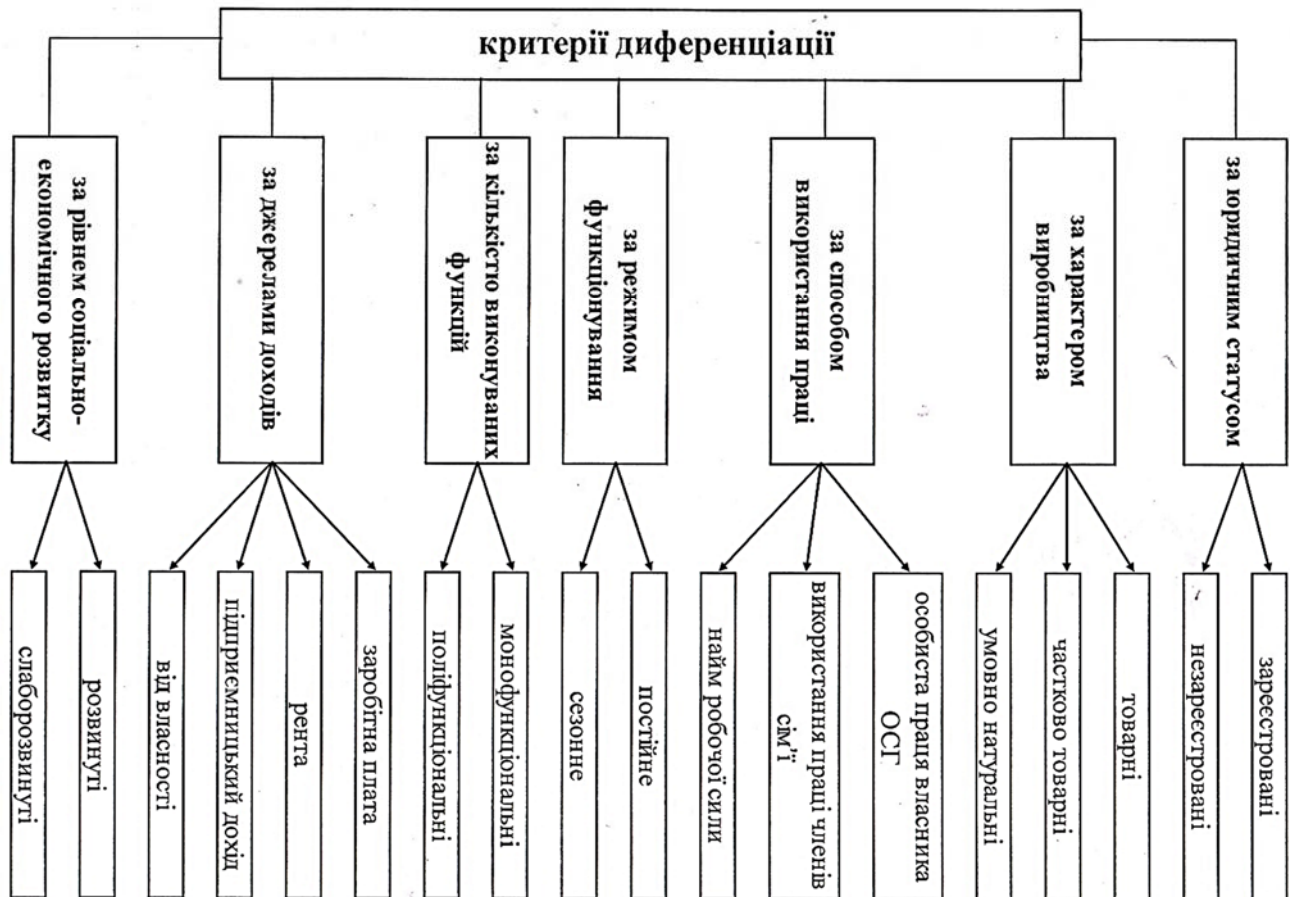 критерії диференціації
за рівнем соціально-
економічного розвитку
за джерелами доходів
за кількістю виконуваних
функцій
за режимом
функціонування
за способом
використання праці
за характером
виробництва
за юридичним статусом
слаборозвинуті
розвинуті
від власності
підприємницький дохід
рента
заробітна плата
поліфункціональні
монофункціональні
сезонне
постійне
найм робочої сили
використання праці членів
сім’ї
особиста праця власника
ОСГ
умовно натуральні
частково товарні
товарні
незареєстровані
зареєстровані